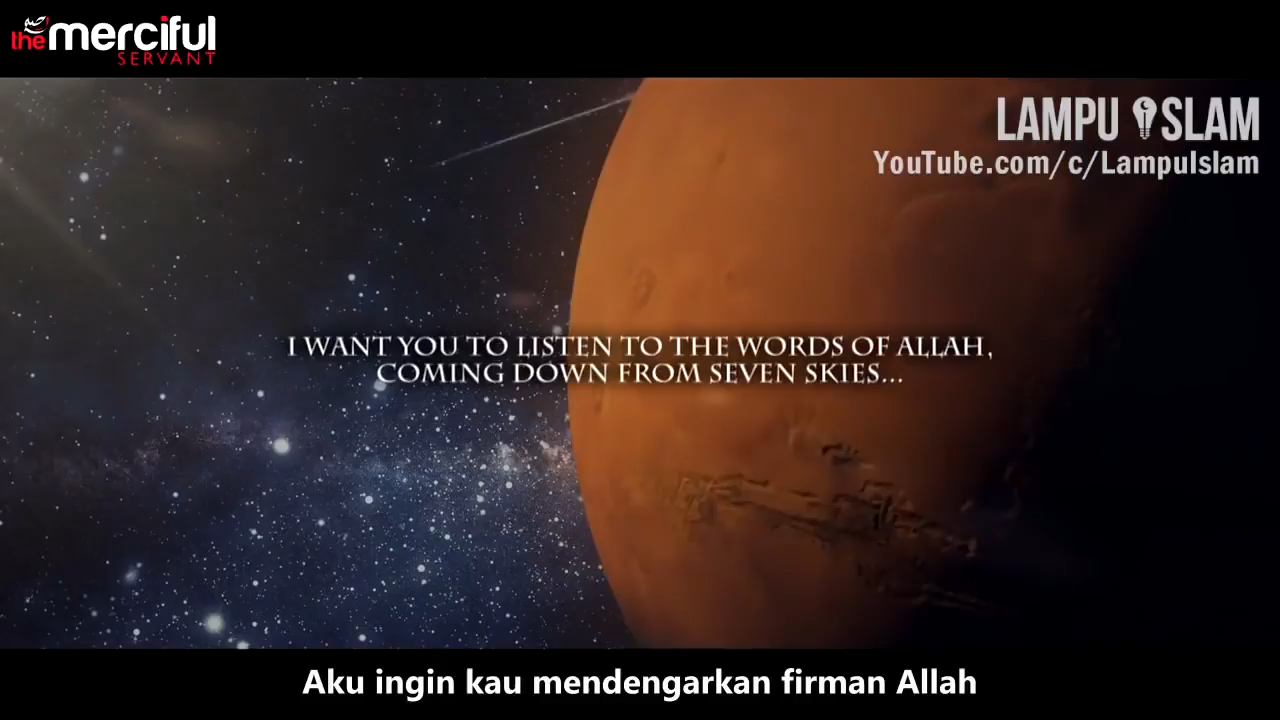 the merciful
SERVANT
LAMPU ISLAM
YouTube.com/c/LampuIslam
I WANT YOU TO LISTEN TO THE WORDS OF ALLAH,
COMING DOWN FROM SEVEN SKIES...
Aku ingin kau mendengarkan firman Allah